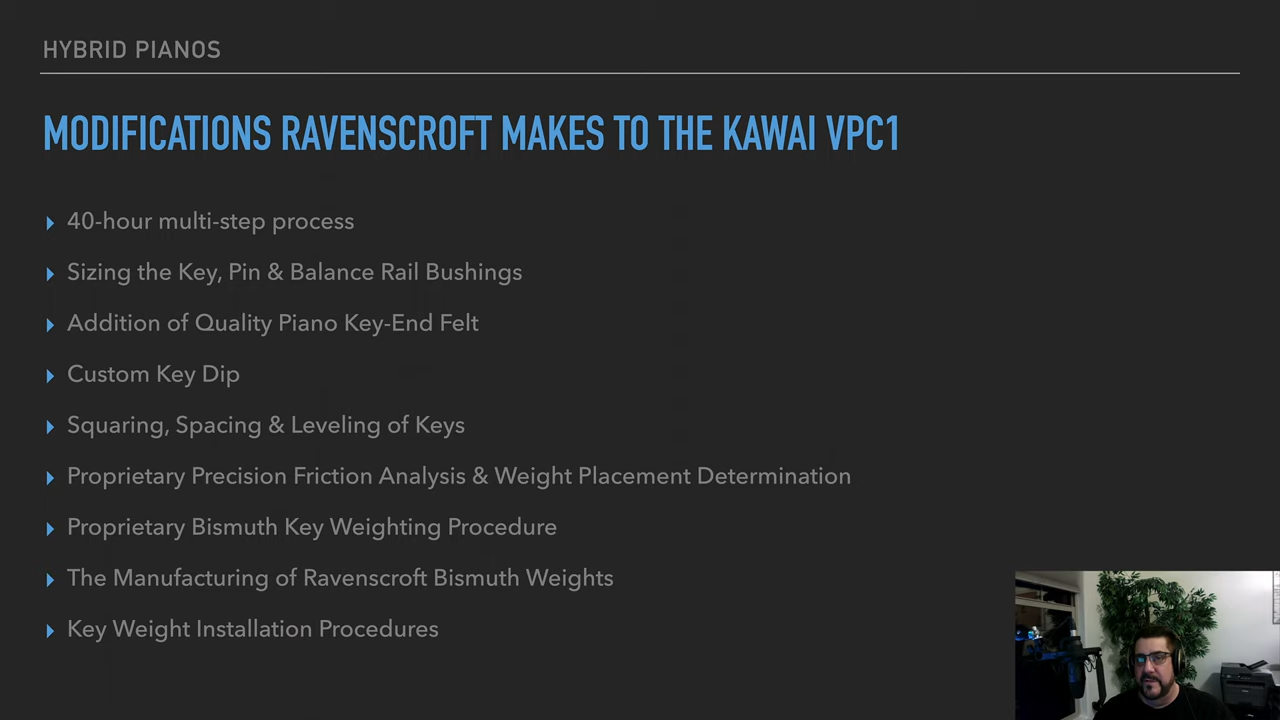 HYBRID PIANOS
MODIFICATIONS RAVENSCROFT MAKES TO THE KAWAI VPC1
40-hour multi-step process
Sizing the Key, Pin & Balance Rail Bushings
Addition of Quality Piano Key-End Felt
Custom Key Dip
Squaring, Spacing & Leveling of Keys
Proprietary Precision Friction Analysis & Weight Placement Determination
Proprietary Bismuth Key Weighting Procedure
The Manufacturing of Ravenscroft Bismuth Weights
Key Weight Installation Procedures